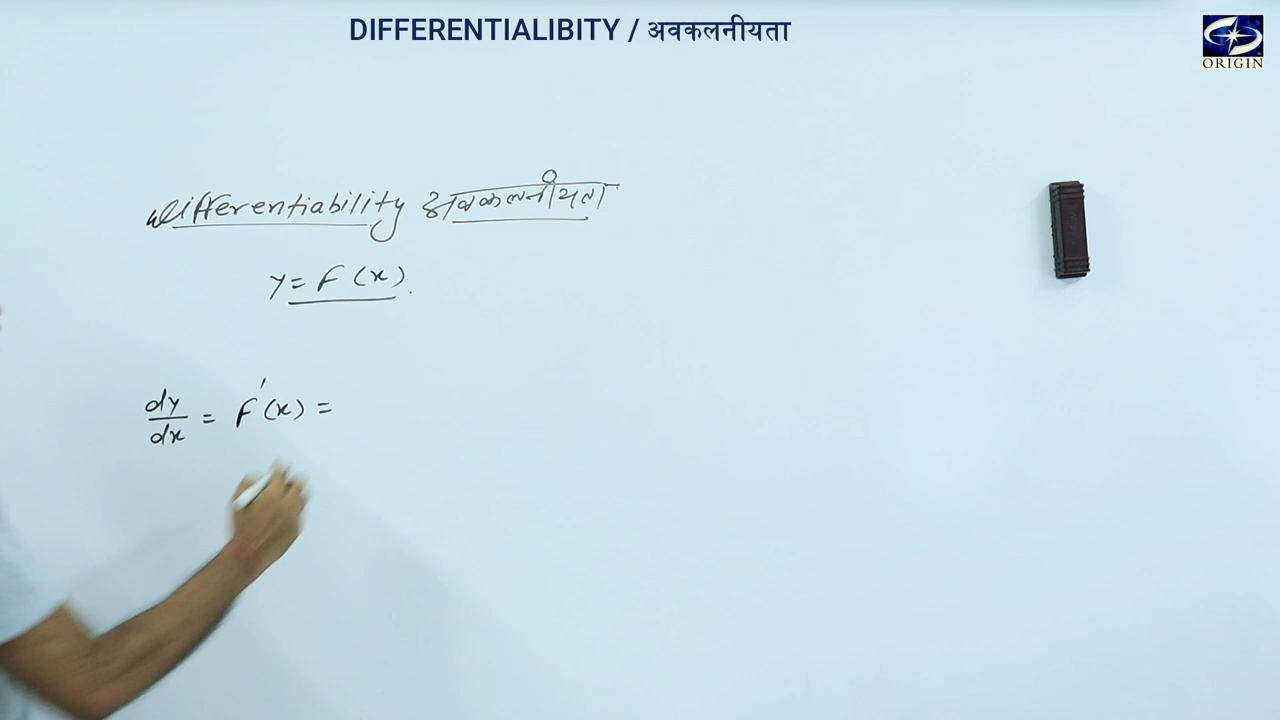 DIFFERENTIALIBITY / अवकलनीयता
ORIGIN
Differentiability अवकलनीयता
y = F (x).
dy/dx = F'(x) =